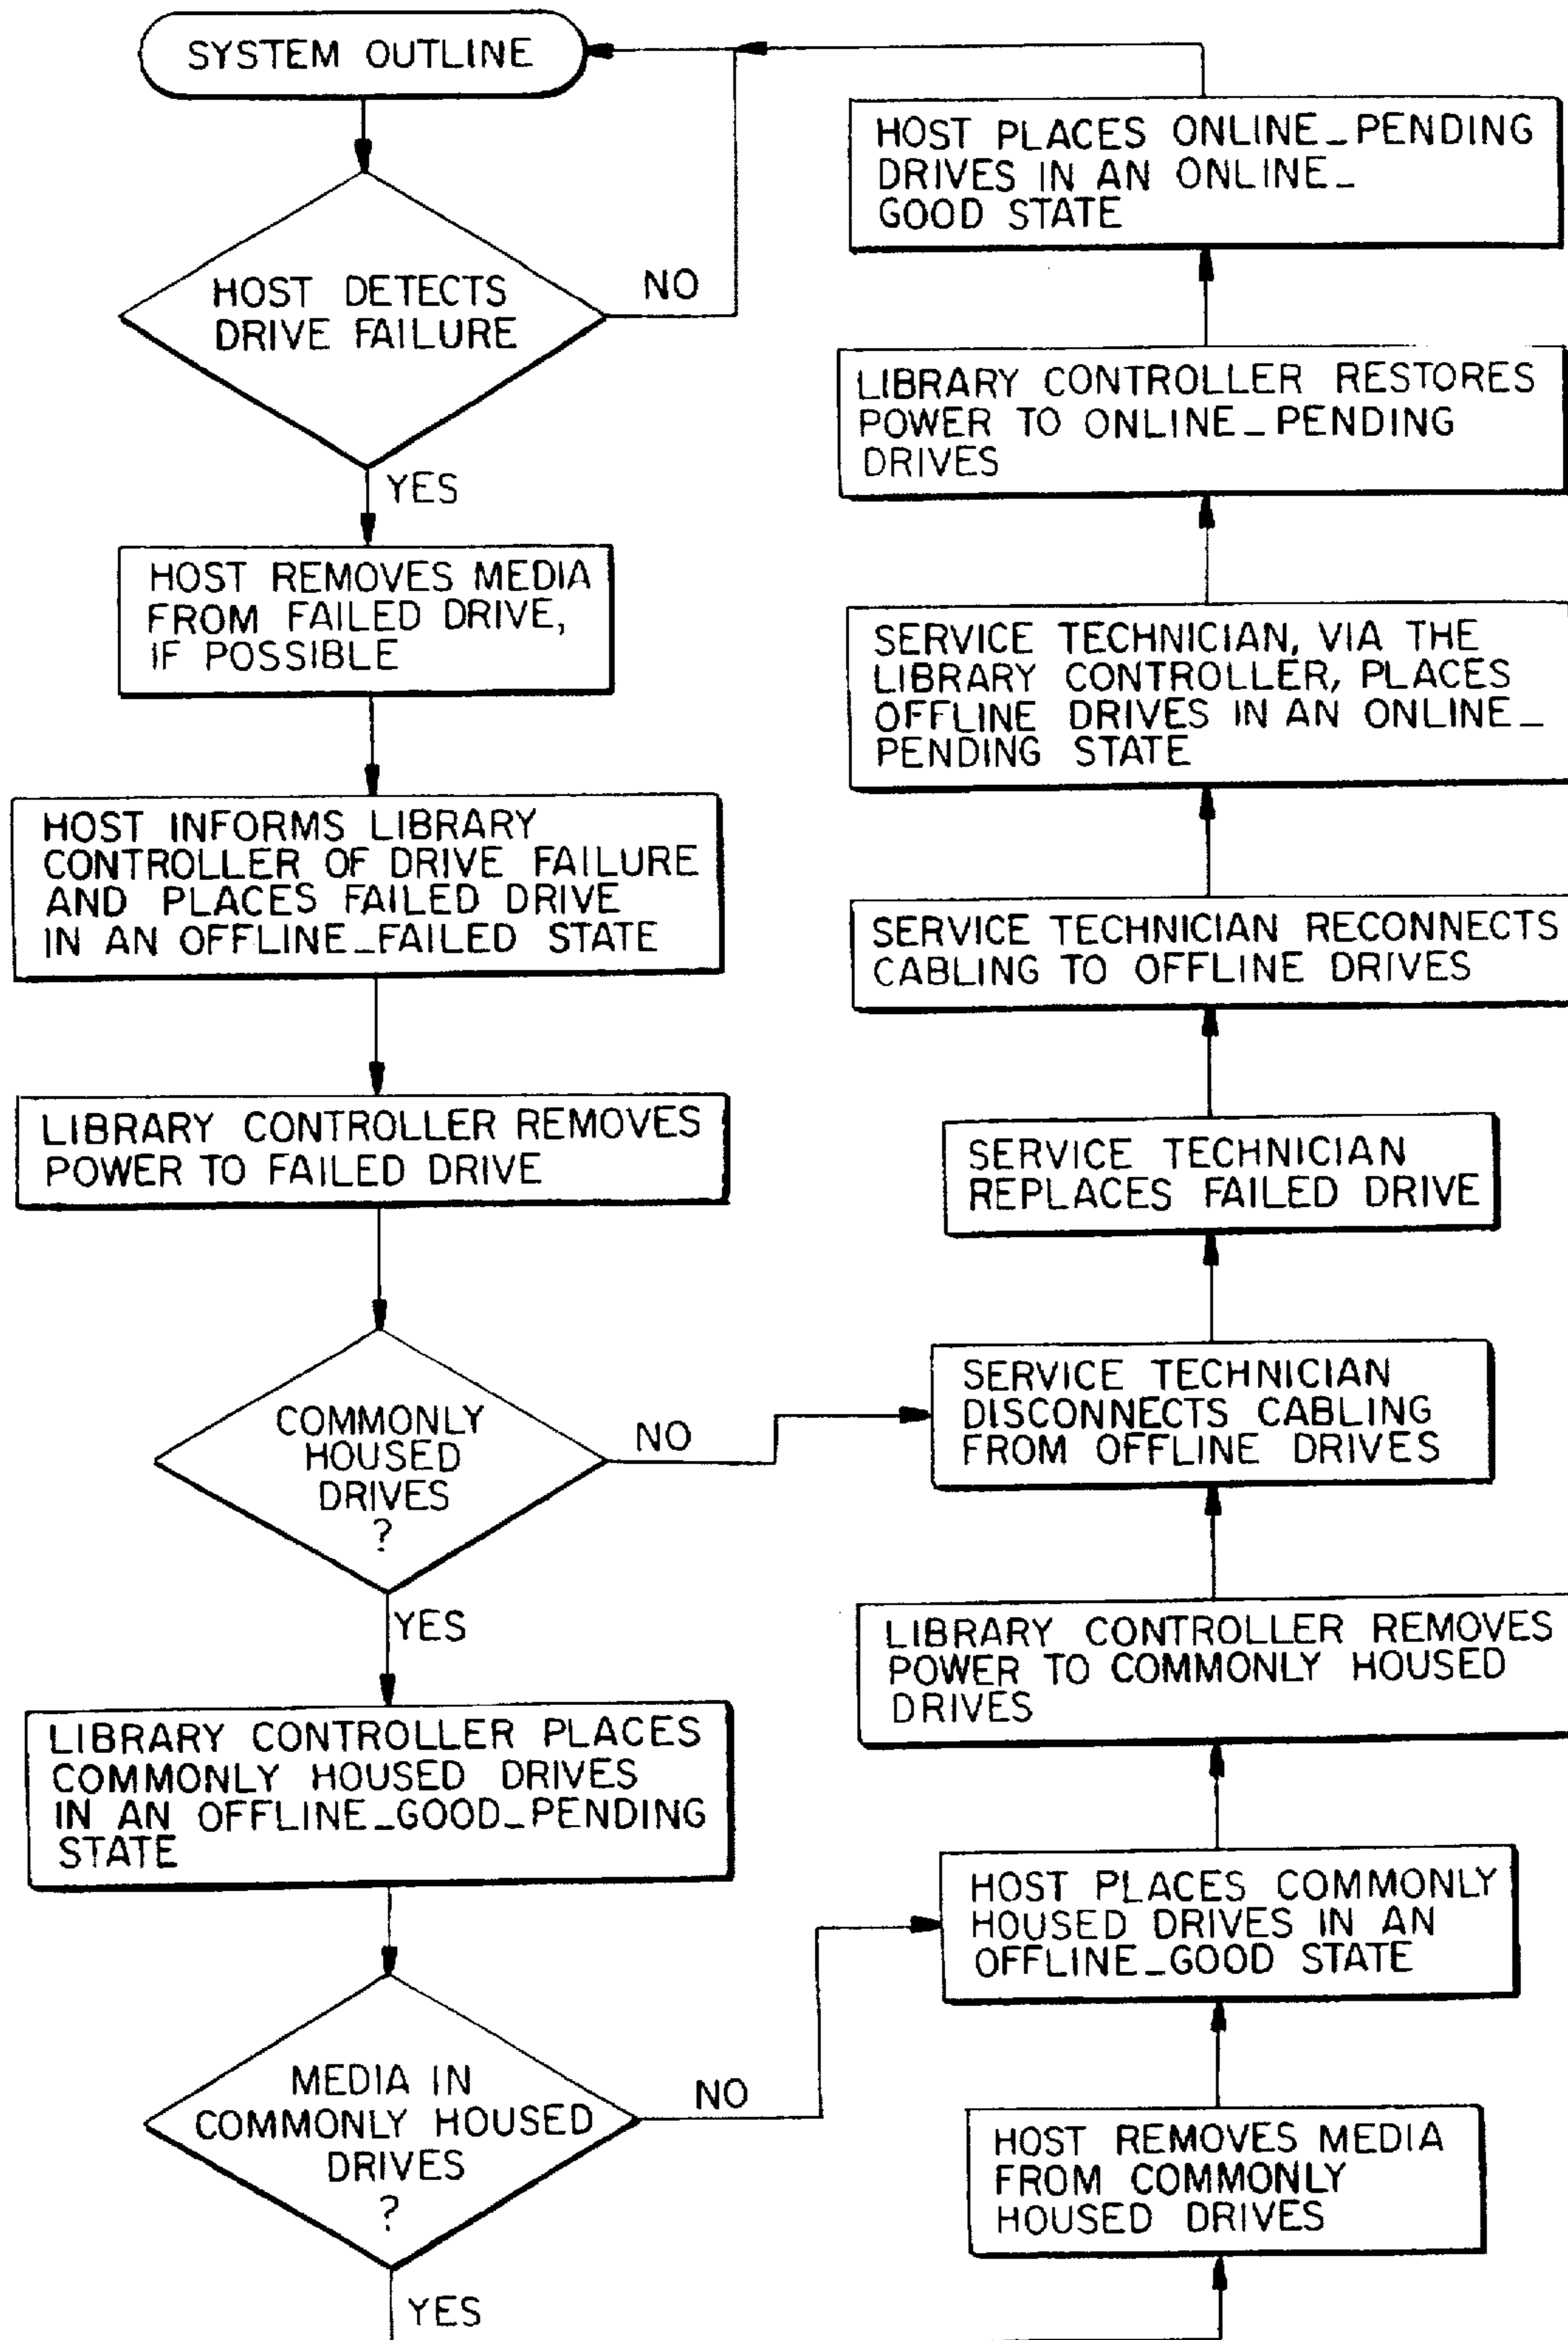 SYSTEM OUTLINE
HOST DETECTS
DRIVE FAILURE
NO
YES
HOST REMOVES MEDIA
FROM FAILED DRIVE,
IF POSSIBLE
HOST INFORMS LIBRARY
CONTROLLER OF DRIVE FAILURE
AND PLACES FAILED DRIVE
IN AN OFFLINE_FAILED STATE
LIBRARY CONTROLLER REMOVES
POWER TO FAILED DRIVE
COMMONLY
HOUSED
DRIVES
?
NO
YES
LIBRARY CONTROLLER PLACES
COMMONLY HOUSED DRIVES
IN AN OFFLINE_GOOD_PENDING
STATE
MEDIA IN
COMMONLY HOUSED
DRIVES
?
NO
YES
HOST REMOVES MEDIA
FROM COMMONLY
HOUSED DRIVES
HOST PLACES COMMONLY
HOUSED DRIVES IN AN
OFFLINE_GOOD STATE
LIBRARY CONTROLLER REMOVES
POWER TO COMMONLY HOUSED
DRIVES
SERVICE TECHNICIAN
DISCONNECTS CABLING
FROM OFFLINE DRIVES
SERVICE TECHNICIAN
REPLACES FAILED DRIVE
SERVICE TECHNICIAN RECONNECTS
CABLING TO OFFLINE DRIVES
SERVICE TECHNICIAN, VIA THE
LIBRARY CONTROLLER, PLACES
OFFLINE DRIVES IN AN ONLINE_
PENDING STATE
LIBRARY CONTROLLER RESTORES
POWER TO ONLINE_PENDING
DRIVES
HOST PLACES ONLINE_PENDING
DRIVES IN AN ONLINE_
GOOD STATE